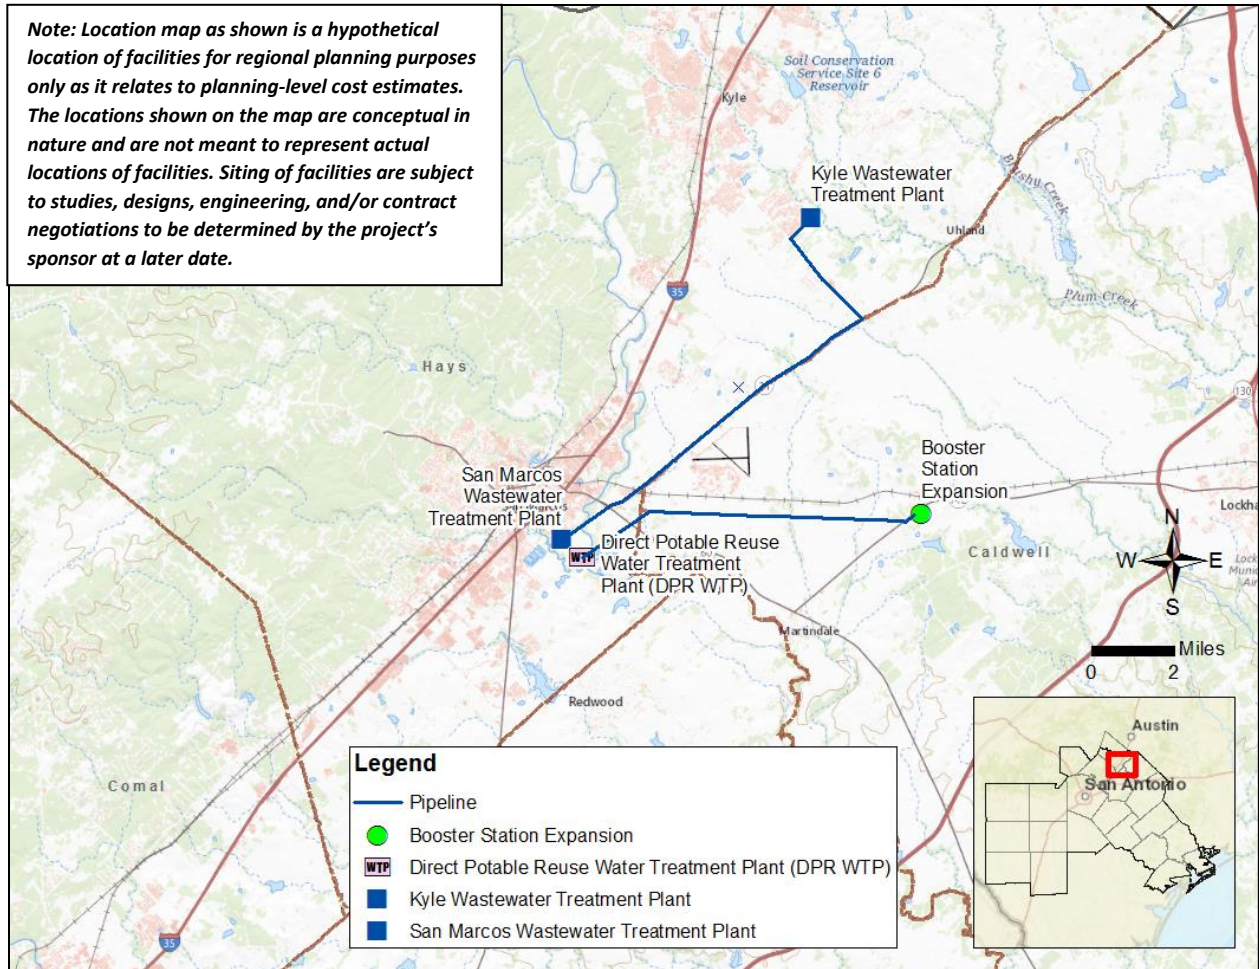 Note: Location map as shown is a hypothetical
location of facilities for regional planning purposes
only as it relates to planning-level cost estimates.
The locations shown on the map are conceptual in
nature and are not meant to represent actual
locations of facilities. Siting of facilities are subject
to studies, designs, engineering, and/or contract
negotiations to be determined by the project's
sponsor at a later date.
Soil Conservation
Service Site 6
Reservoir
Kyle
Kyle Wastewater
Treatment Plant
Uhland
Plum Creek
35
Hays
130
San Marcos
Wastewater
Treatment Plant
Booster
Station
Expansion
Lockha
Direct Potable Reuse
Water Treatment
Plant (DPR WTP)
WTP
Caldwell
N
W
E
S
Martindale
Miles
0
2
Redwood
Comal
35
Legend
Pipeline
Booster Station Expansion
WTP
Direct Potable Reuse Water Treatment Plant (DPR WTP)
Kyle Wastewater Treatment Plant
San Marcos Wastewater Treatment Plant
Austin
San Antonio